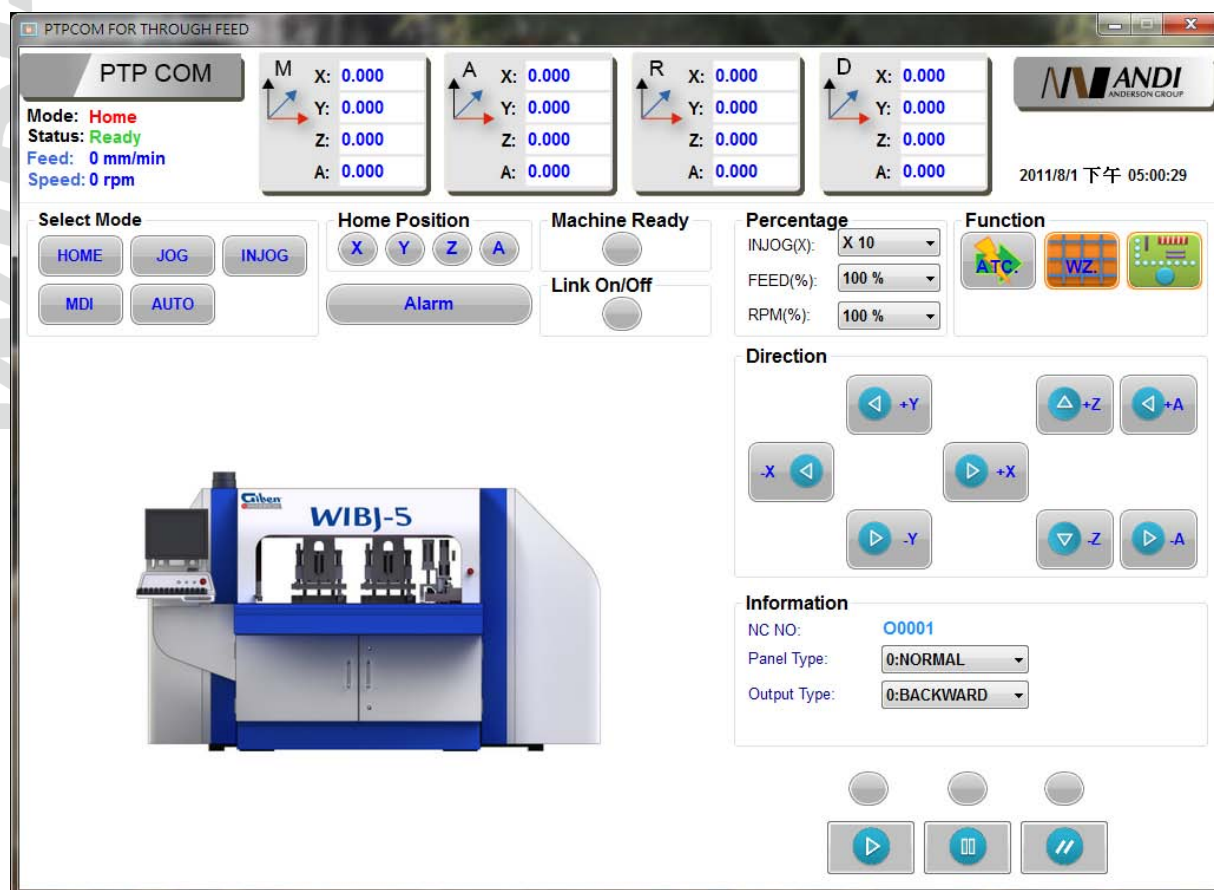 PTPCOM FOR THROUGH FEED
PTP COM
Mode: Home
Status: Ready
Feed: 0 mm/min
Speed: 0 rpm
M
X: 0.000
Y: 0.000
Z: 0.000
A: 0.000
A
X: 0.000
Y: 0.000
Z: 0.000
A: 0.000
R
X: 0.000
Y: 0.000
Z: 0.000
A: 0.000
D
X: 0.000
Y: 0.000
Z: 0.000
A: 0.000
ANDI
ANDERSON GROUP
2011/8/1 下午 05:00:29
Select Mode
HOME JOG INJOG
MDI AUTO
Home Position
X Y Z A
Alarm
Machine Ready
Link On/Off
Percentage
INJOG(X): X 10
FEED(%): 100 %
RPM(%): 100 %
Function
ATC. WZ.
Direction
+Y +Z +A
-X +X
-Y -Z -A
Giben
WIBJ-5
Information
NC NO: O0001
Panel Type: 0:NORMAL
Output Type: 0:BACKWARD